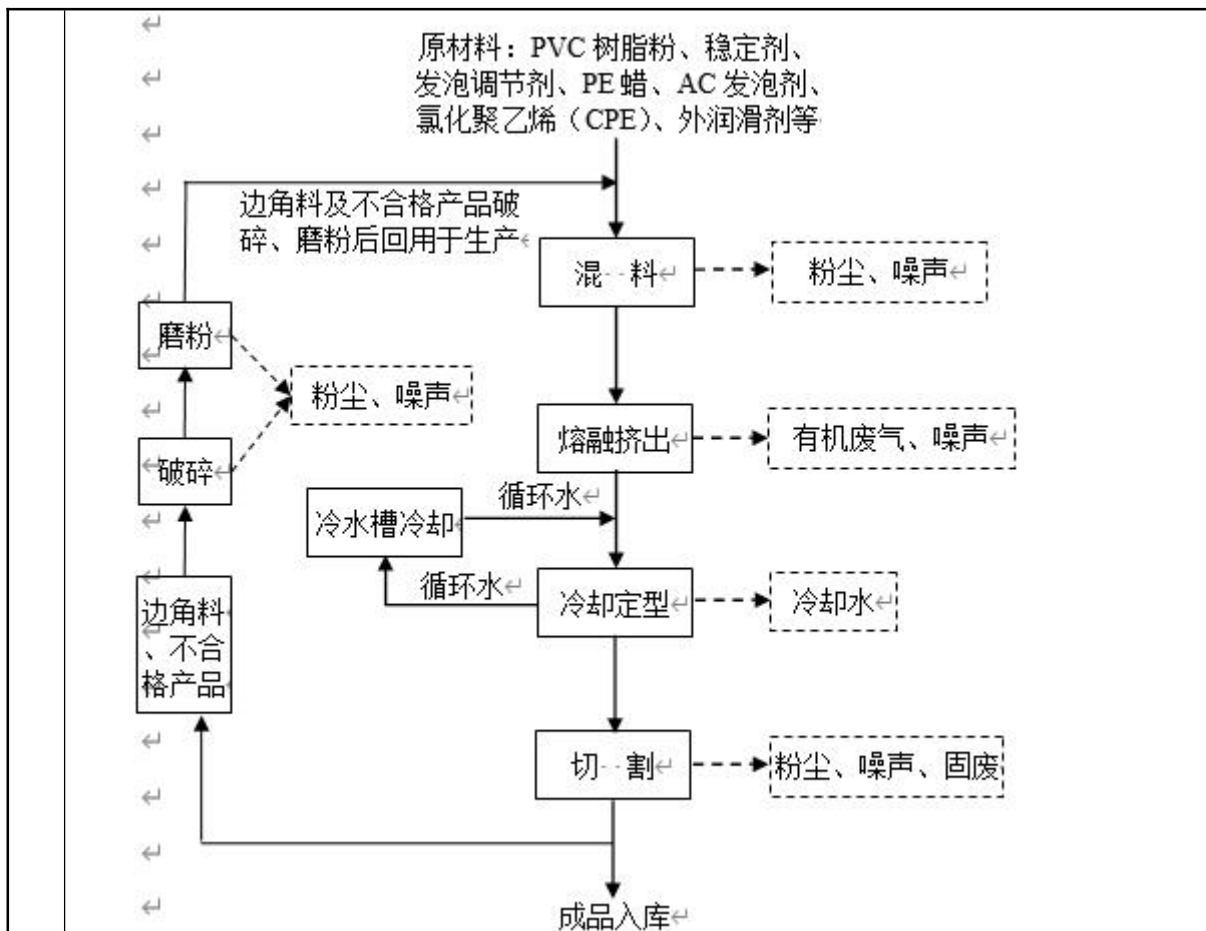 原材料：PVC 树脂粉、稳定剂、
发泡调节剂、PE 蜡、AC 发泡剂、
氯化聚乙烯（CPE）、外润滑剂等
边角料及不合格产品破
碎、磨粉后回用于生产
混 料
粉尘、噪声
磨粉
粉尘、噪声
熔融挤出
有机废气、噪声
破碎
循环水
冷水槽冷却
循环水
冷却定型
冷却水
边角料
、不合
格产品
切 割
粉尘、噪声、固废
成品入库